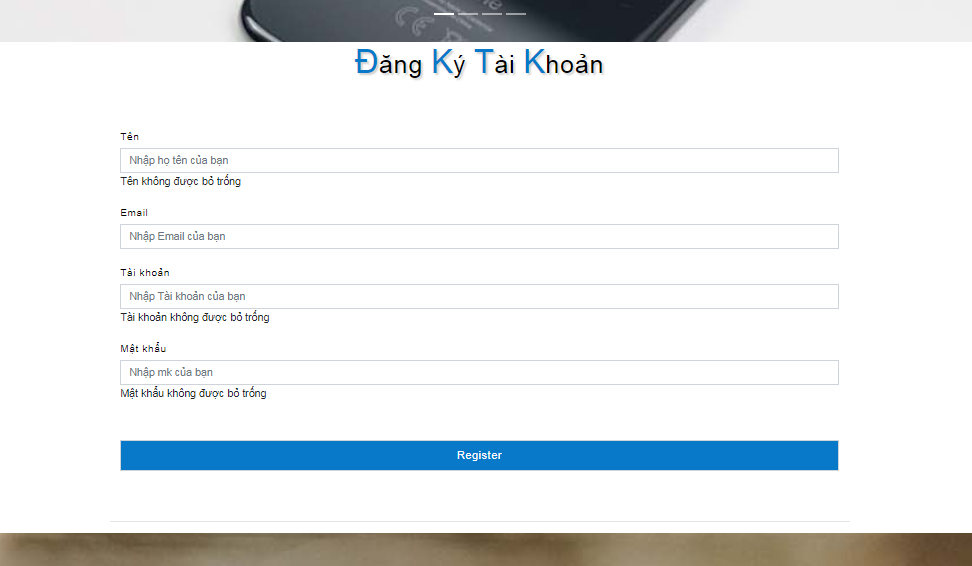 Đăng Ký Tài Khoản
Tên
Nhập họ tên của bạn
Tên không được bỏ trống
Email
Nhập Email của bạn
Tài khoản
Nhập Tài khoản của bạn
Tài khoản không được bỏ trống
Mật khẩu
Nhập mk của bạn
Mật khẩu không được bỏ trống
Register